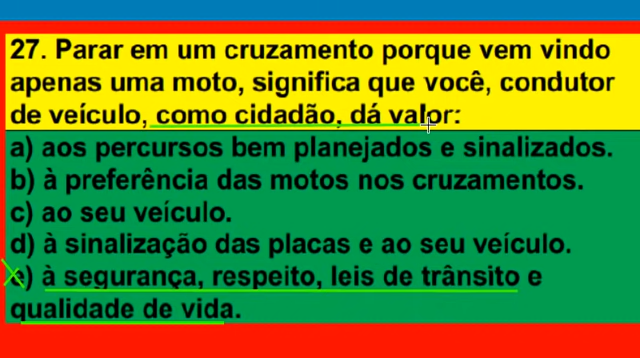 27. Parar em um cruzamento porque vem vindo
apenas uma moto, significa que você, condutor
de veículo, como cidadão, dá valor:
a) aos percursos bem planejados e sinalizados.
b) à preferência das motos nos cruzamentos.
c) ao seu veículo.
d) à sinalização das placas e ao seu veículo.
e) à segurança, respeito, leis de trânsito e
qualidade de vida.